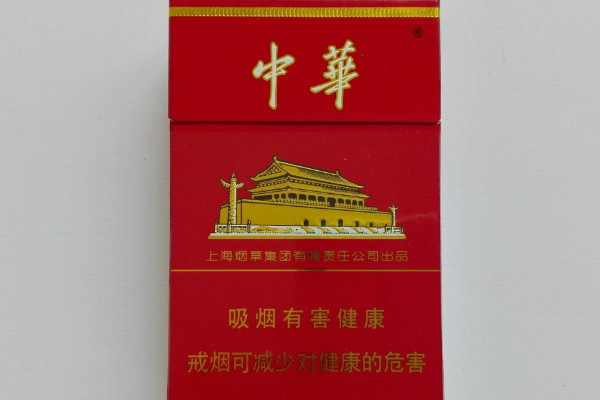 中華
®
上海烟草集团有限责任公司出品
吸烟有害健康
戒烟可减少对健康的危害